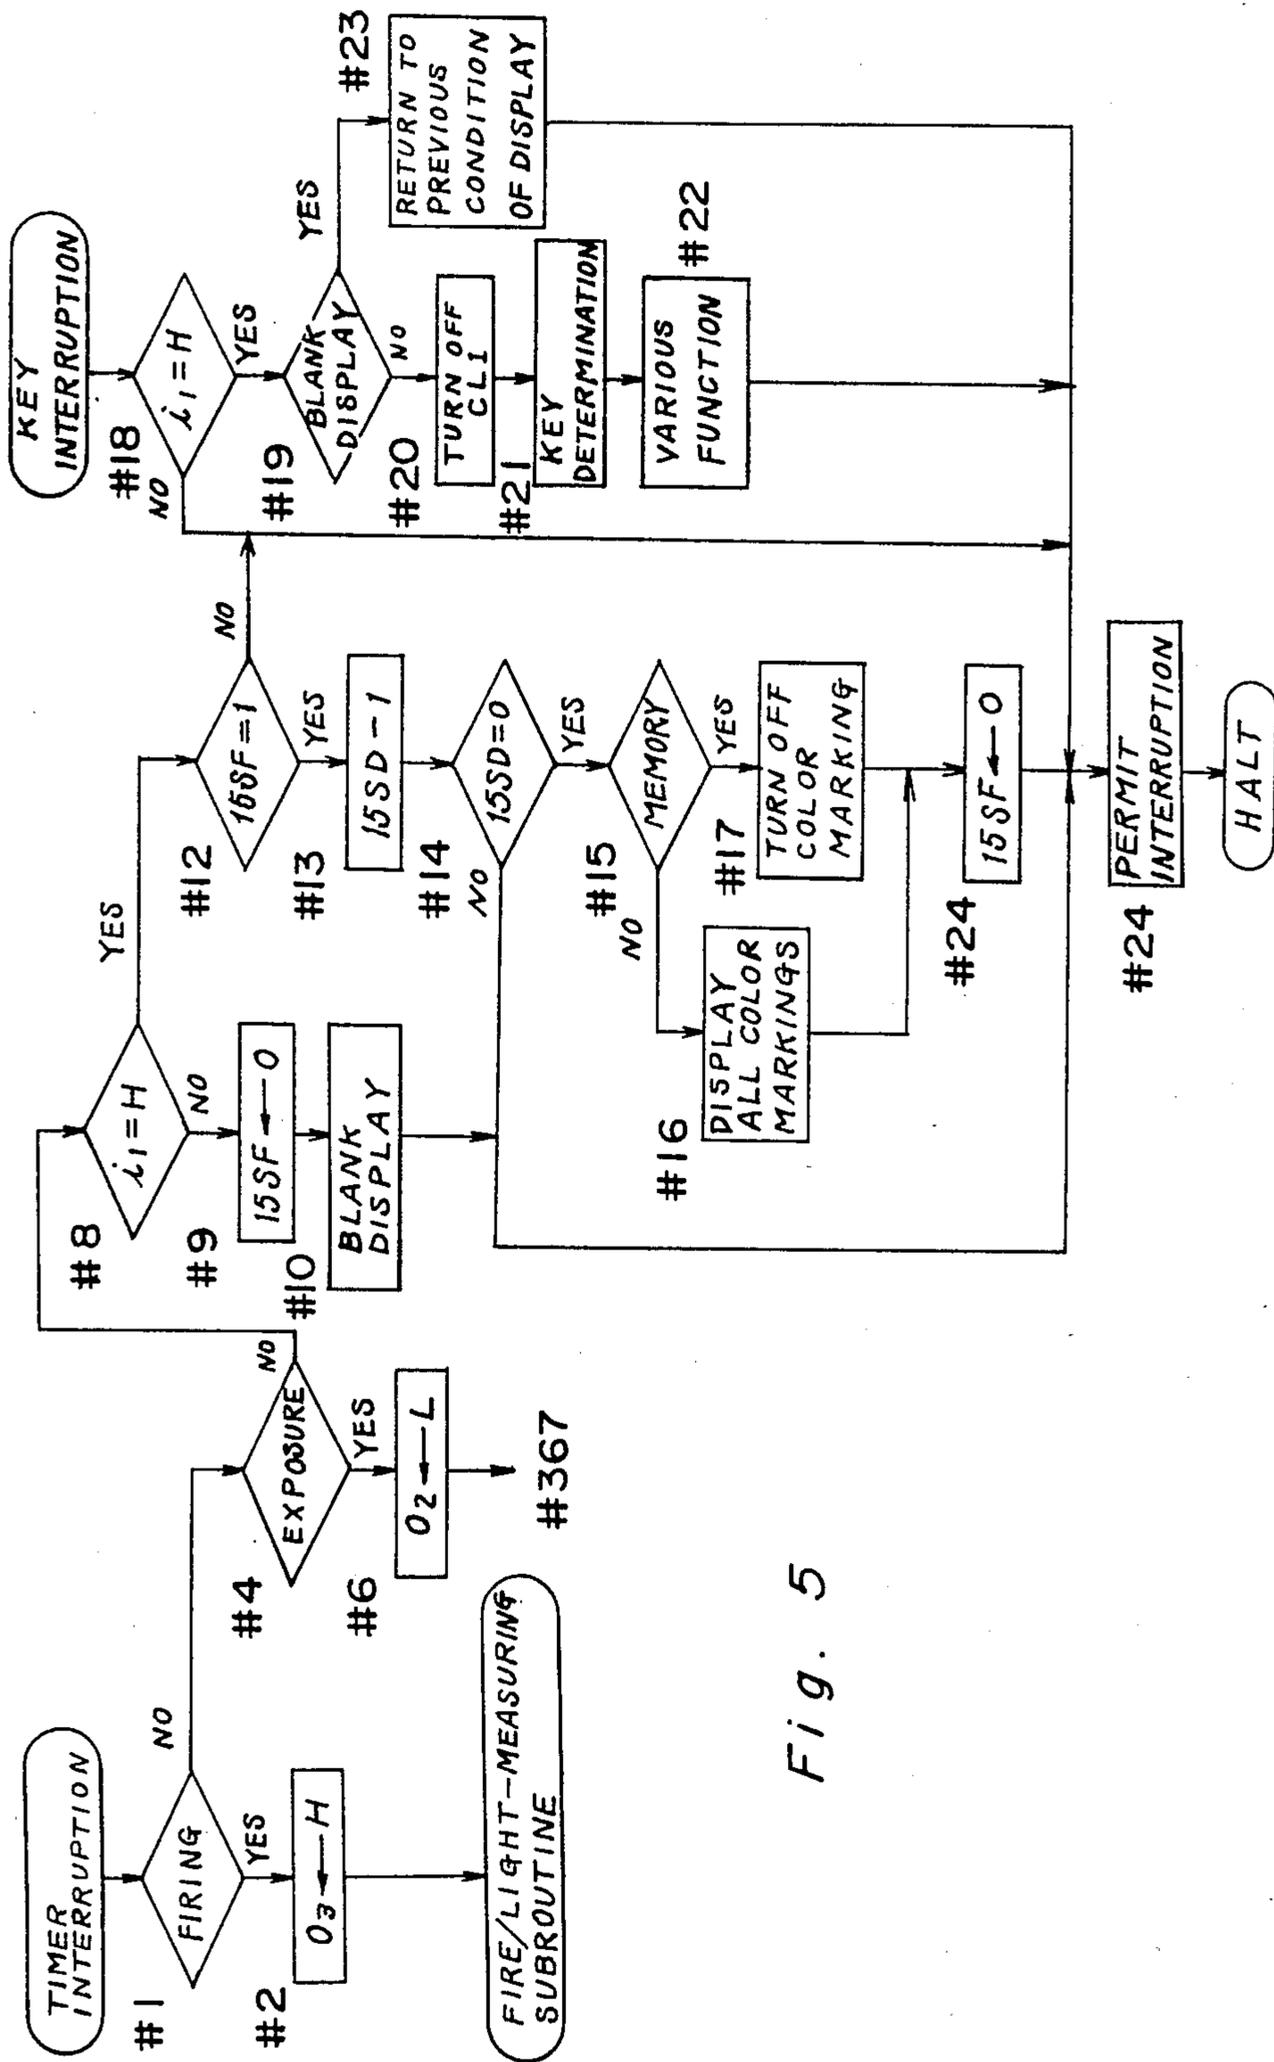 TIMER
INTERRUPTION
#1
FIRING
NO
YES
#2
O3 ← H
FIRE/LIGHT-MEASURING
SUBROUTINE
#4
EXPOSURE
NO
YES
#6
O2 ← L
#367
#8
i1 = H
YES
NO
#9
15SF ← O
#10
BLANK
DISPLAY
#12
15SF=1
NO
YES
#13
15SD-1
#14
15SD=0
NO
YES
#15
MEMORY
NO
YES
#16
DISPLAY
ALL COLOR
MARKINGS
#17
TURN OFF
COLOR
MARKING
#24
15SF ← O
#24
PERMIT
INTERRUPTION
HALT
KEY
INTERRUPTION
#18
i1 = H
NO
YES
#19
BLANK
DISPLAY
YES
NO
#20
TURN OFF
CL1
#21
KEY
DETERMINATION
#22
VARIOUS
FUNCTION
#23
RETURN TO
PREVIOUS
CONDITION
OF DISPLAY
Fig. 5